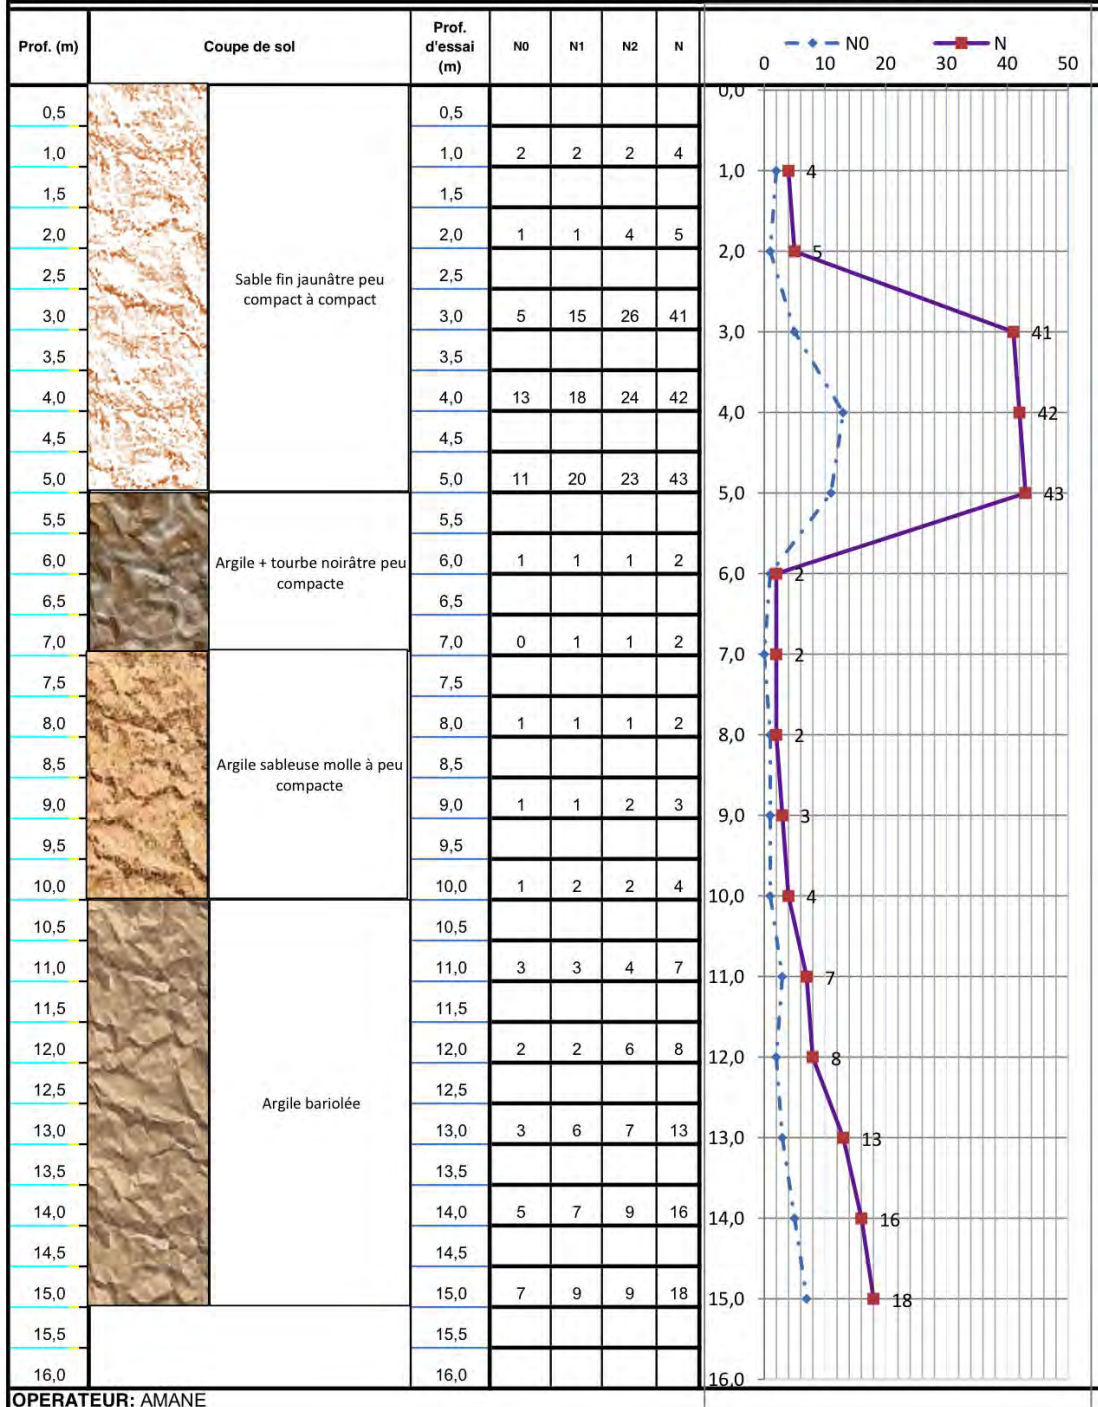 Prof. (m) Coupe de sol Prof. d'essai (m) N0 N1 N2 N
N0 N
0 10 20 30 40 50
0,5 0,5
1,0 1,0 2 2 2 4
1,5 1,5
2,0 2,0 1 1 4 5
2,5 2,5
Sable fin jaunâtre peu
compact à compact
3,0 3,0 5 15 26 41
3,5 3,5
4,0 4,0 13 18 24 42
4,5 4,5
5,0 5,0 11 20 23 43
5,5 5,5
Argile + tourbe noirâtre peu
compacte
6,0 6,0 1 1 1 2
6,5 6,5
7,0 7,0 0 1 1 2
7,5 7,5
8,0 8,0 1 1 1 2
Argile sableuse molle à peu
compacte
8,5 8,5
9,0 9,0 1 1 2 3
9,5 9,5
10,0 10,0 1 2 2 4
10,5 10,5
11,0 11,0 3 3 4 7
11,5 11,5
12,0 12,0 2 2 6 8
12,5 12,5
Argile bariolée
13,0 13,0 3 6 7 13
13,5 13,5
14,0 14,0 5 7 9 16
14,5 14,5
15,0 15,0 7 9 9 18
15,5 15,5
16,0 16,0
0,0
1,0 4
2,0 5
3,0 41
4,0 42
5,0 43
6,0 2
7,0 2
8,0 2
9,0 3
10,0 4
11,0 7
12,0 8
13,0 13
14,0 16
15,0 18
16,0
OPERATEUR: AMANE